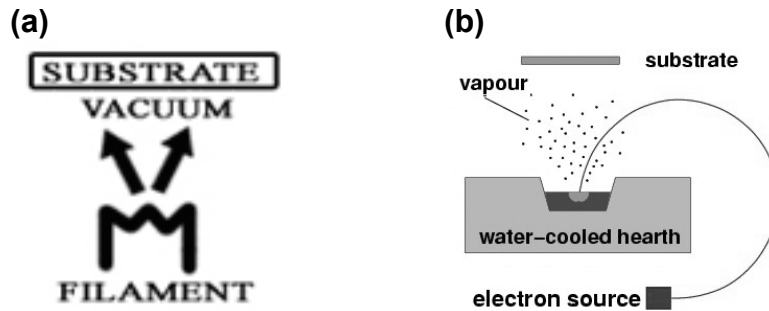 (a)
SUBSTRATE
VACUUM
FILAMENT
(b)
substrate
vapour
water-cooled hearth
electron source